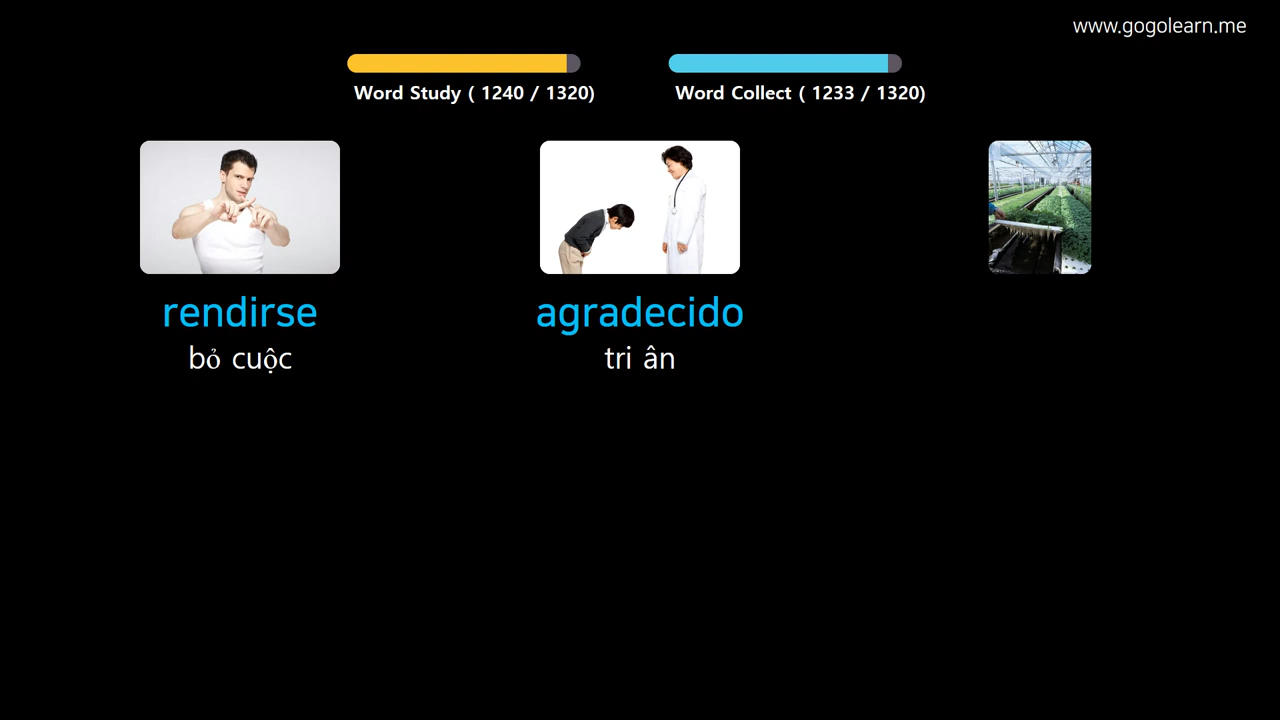 www.gogolearn.me
Word Study ( 1240 / 1320)
Word Collect ( 1233 / 1320)
rendirse
bỏ cuộc
agradecido
tri ân